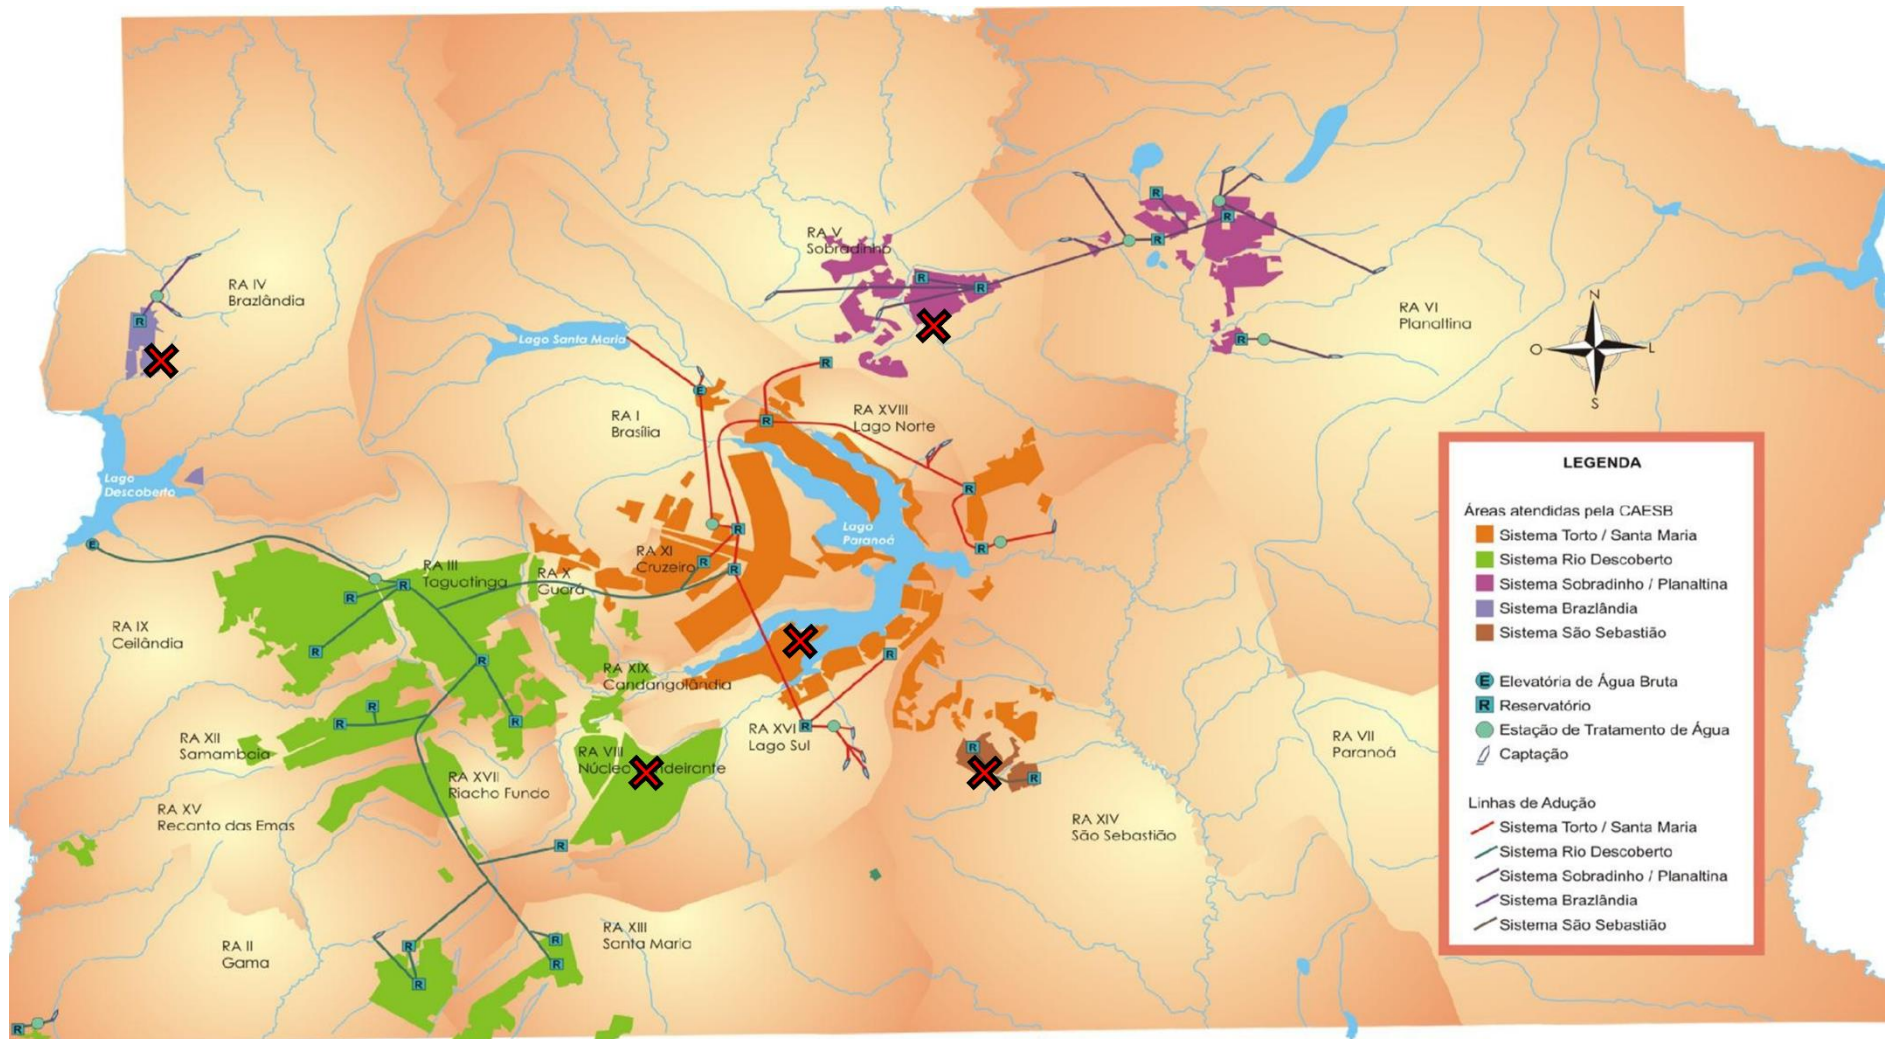 RA V
Sobradinho
RA IV
Brazlândia
R
R
R
R
R
R
R
RA VI
Planaltina
N
O
L
S
R
Lago Santa Maria
R
E
RA I
Brasília
RA XVIII
Lago Norte
R
Lago
Descoberto
R
Lago
Paranoá
R
E
RA XI
Cruzeiro
R
R
R
RA III
Taguatinga
R
R
RA X
Guará
RA IX
Ceilândia
R
R
R
RA XIX
Candangolândia
R
R
R
RA XII
Samambaia
RA XVI
Lago Sul
R
RA VIII
Núcleo ndeirante
RA XVII
Riacho Fundo
R
R
RA VII
Paranoá
RA XV
Recanto das Emas
RA XIV
São Sebastião
R
RA XIII
Santa Maria
RA II
Gama
R
R
R
R
R
LEGENDA
Áreas atendidas pela CAESB
Sistema Torto / Santa Maria
Sistema Rio Descoberto
Sistema Sobradinho / Planaltina
Sistema Brazlândia
Sistema São Sebastião
E Elevatória de Água Bruta
R Reservatório
Estação de Tratamento de Água
Captação
Linhas de Adução
Sistema Torto / Santa Maria
Sistema Rio Descoberto
Sistema Sobradinho / Planaltina
Sistema Brazlândia
Sistema São Sebastião